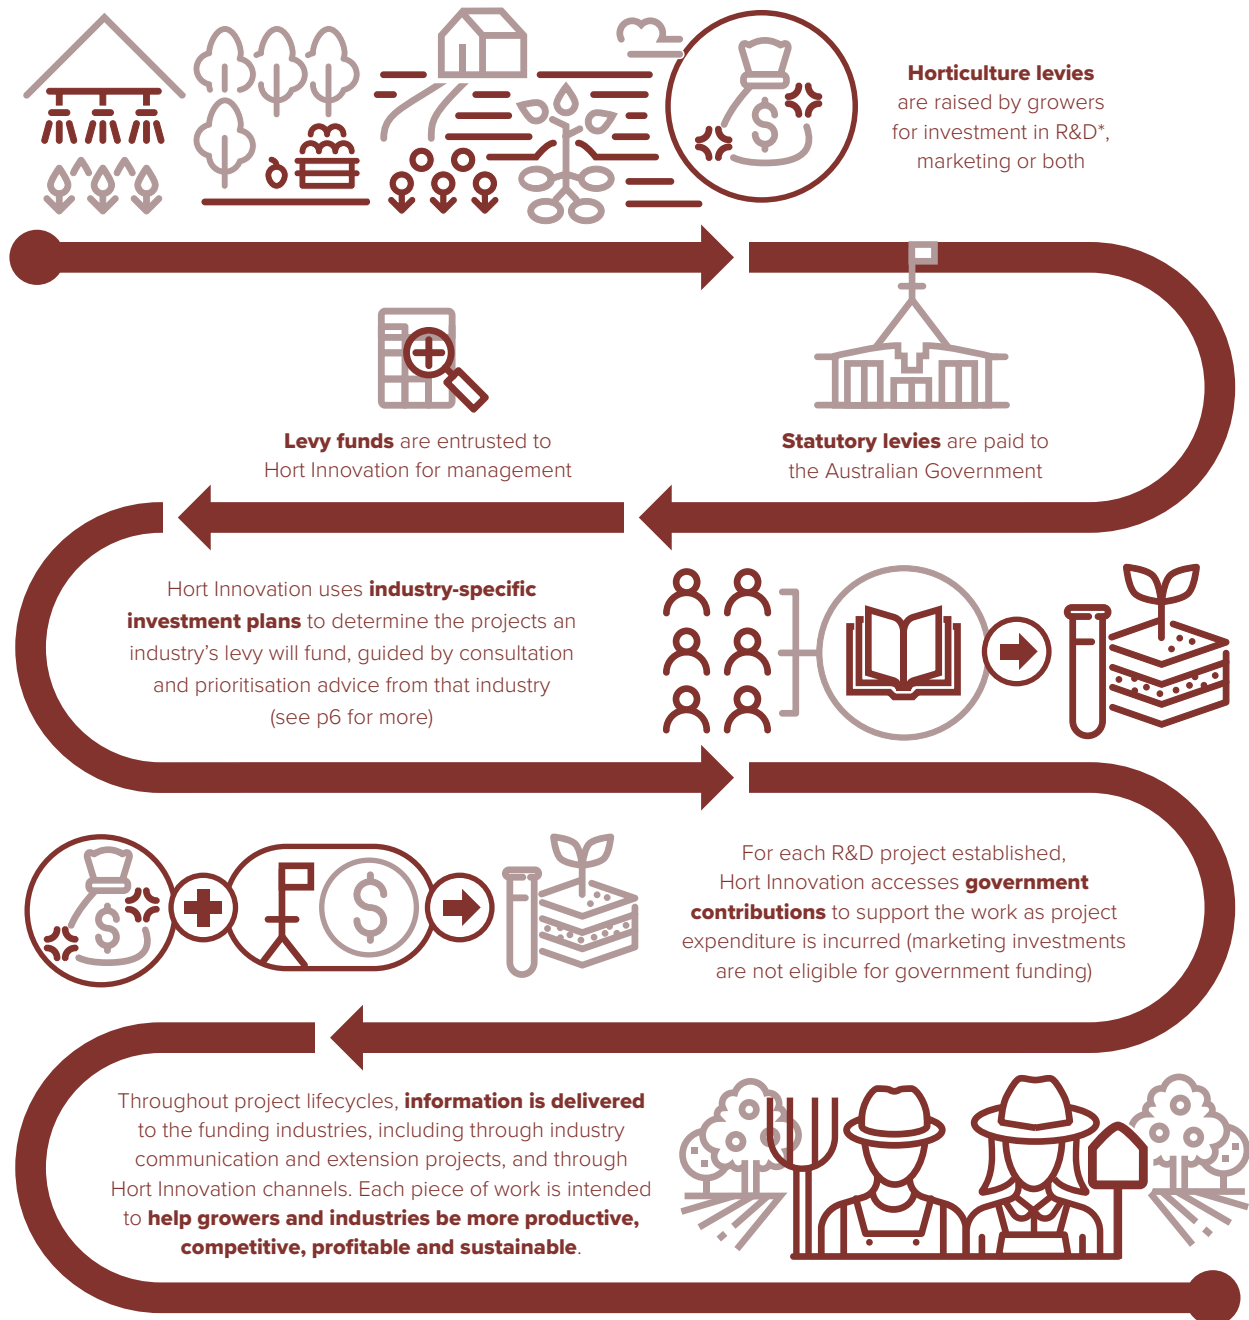 Horticulture levies
are raised by growers
for investment in R&D*,
marketing or both
Statutory levies are paid to
the Australian Government
Levy funds are entrusted to
Hort Innovation for management
Hort Innovation uses industry-specific
investment plans to determine the projects an
industry’s levy will fund, guided by consultation
and prioritisation advice from that industry
(see p6 for more)
For each R&D project established,
Hort Innovation accesses government
contributions to support the work as project
expenditure is incurred (marketing investments
are not eligible for government funding)
Throughout project lifecycles, information is delivered
to the funding industries, including through industry
communication and extension projects, and through
Hort Innovation channels. Each piece of work is intended
to help growers and industries be more productive,
competitive, profitable and sustainable.